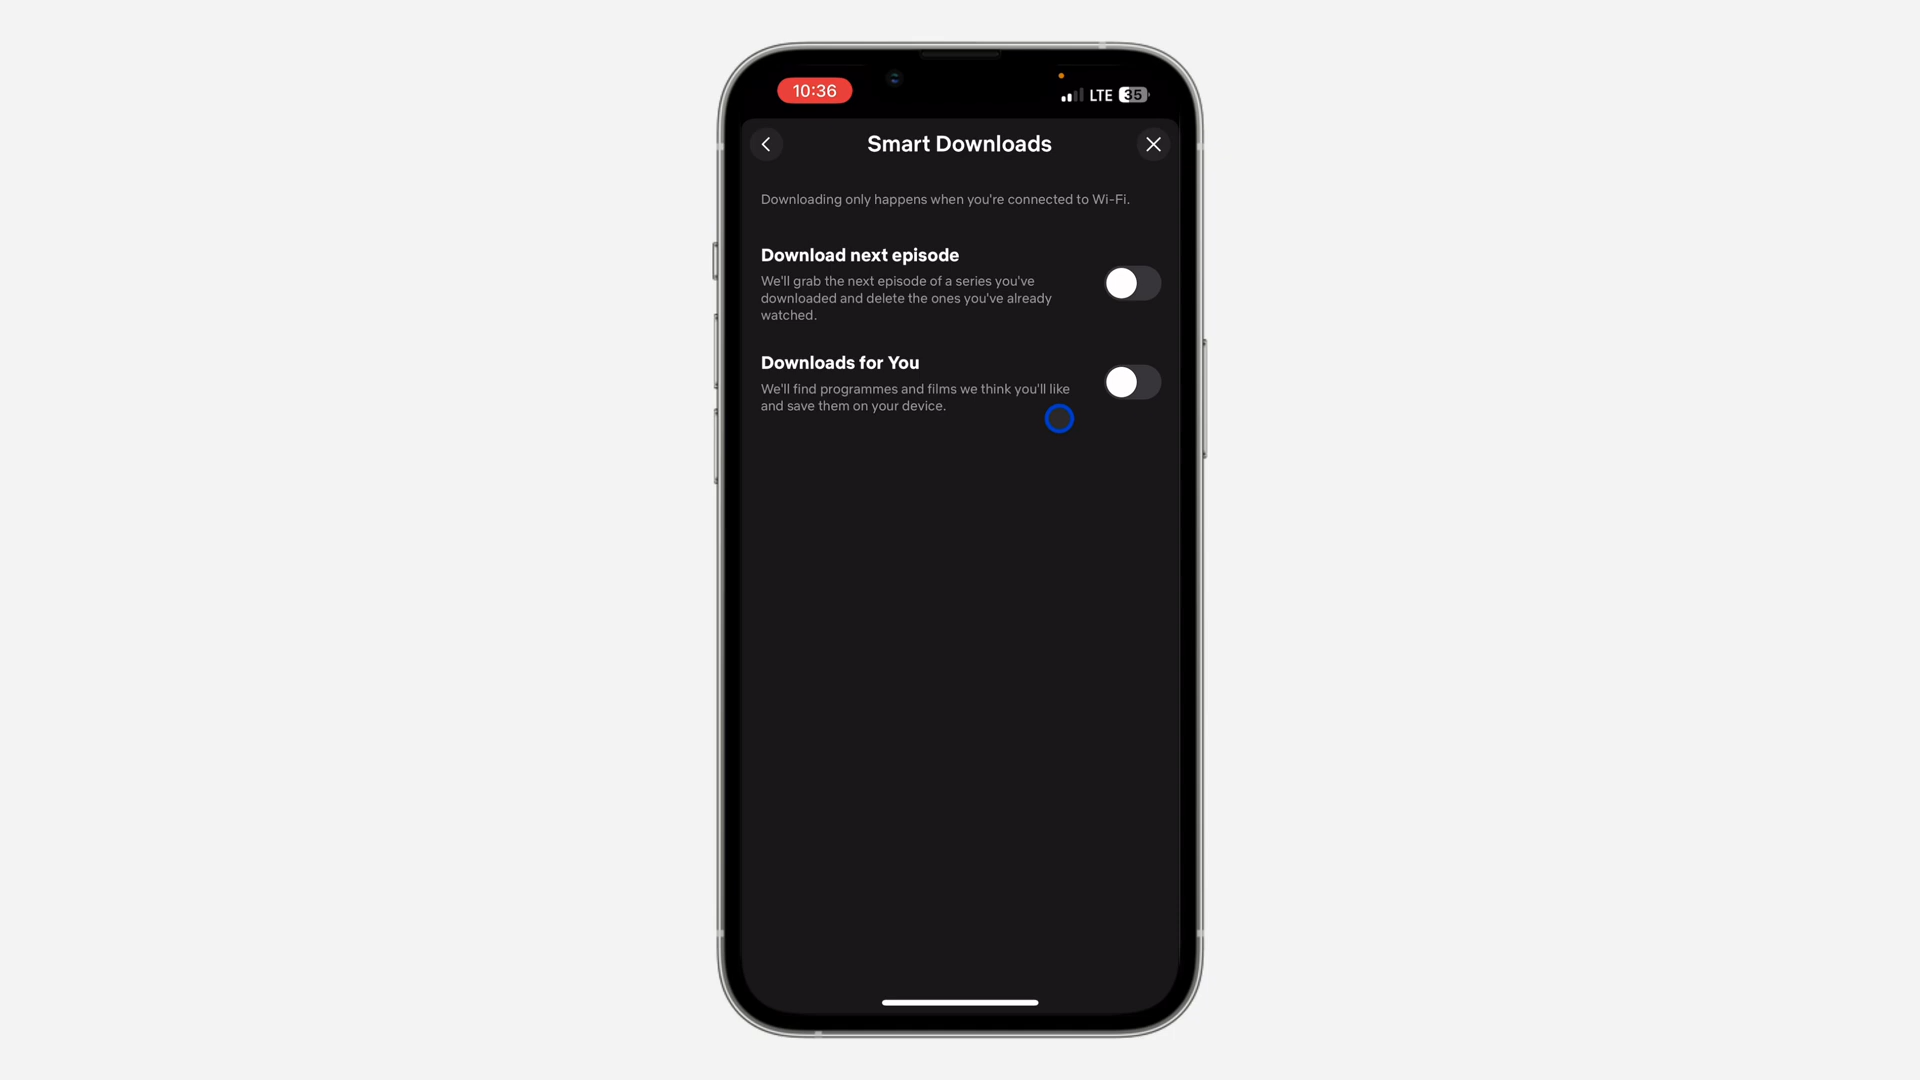 10:36
LTE 35
Smart Downloads
Downloading only happens when you're connected to Wi-Fi.
Download next episode
We'll grab the next episode of a series you've
downloaded and delete the ones you've already
watched.
Downloads for You
We'll find programmes and films we think you'll like
and save them on your device.